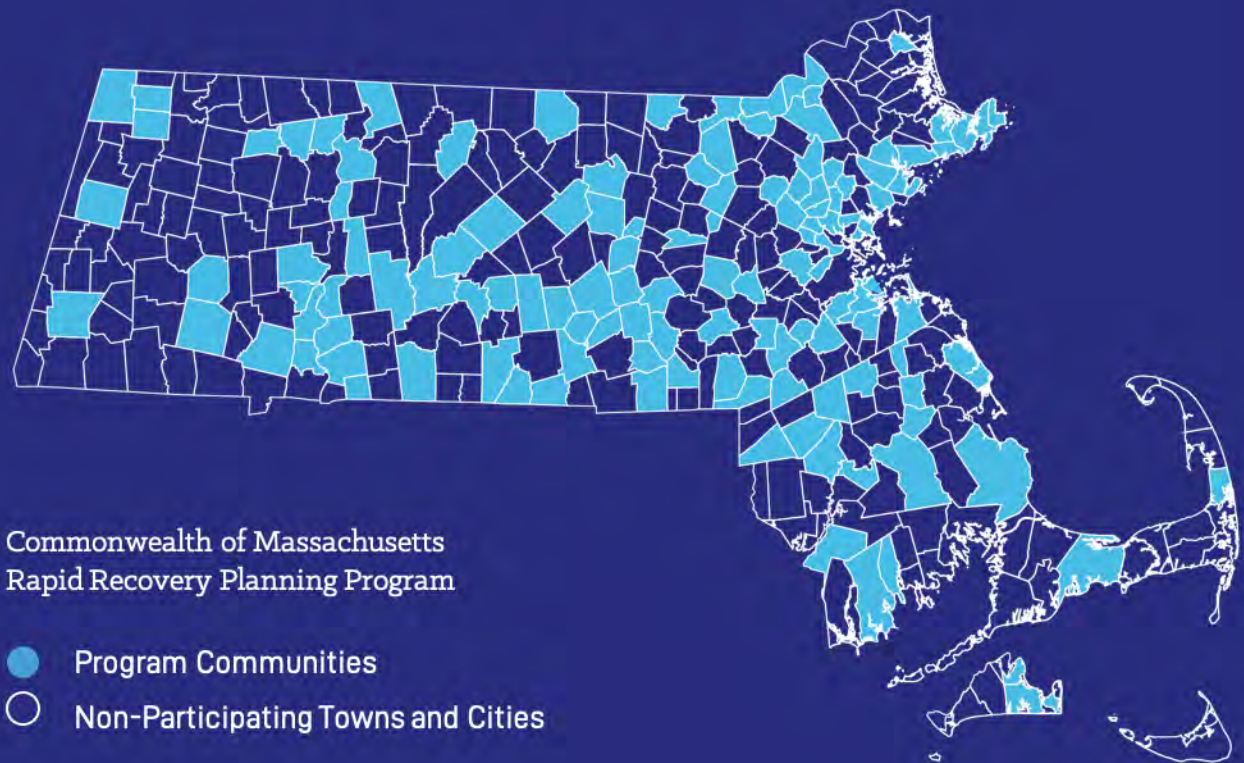 Commonwealth of Massachusetts
Rapid Recovery Planning Program
Program Communities
Non-Participating Towns and Cities